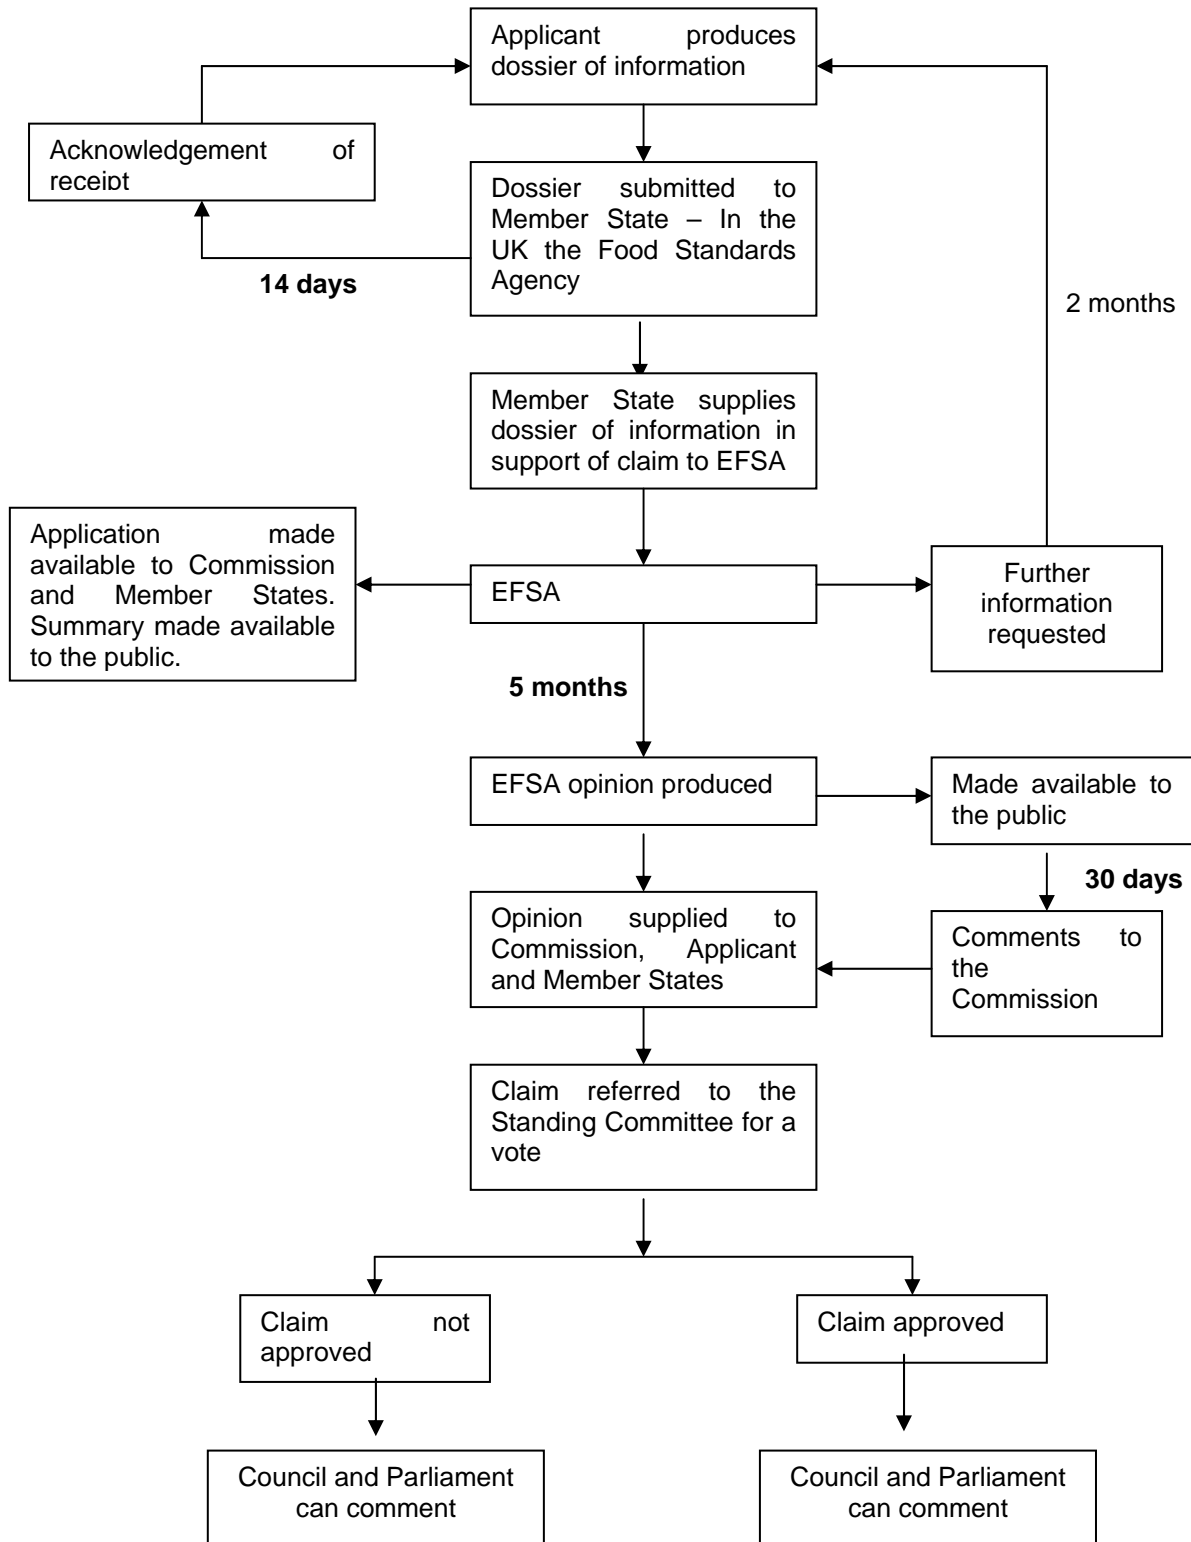 Applicant produces
dossier of information
Acknowledgement of
receipt
Dossier submitted to
Member State – In the
UK the Food Standards
Agency
14 days
2 months
Member State supplies
dossier of information in
support of claim to EFSA
Application made
available to Commission
and Member States.
Summary made available
to the public.
EFSA
Further
information
requested
5 months
EFSA opinion produced
Made available to
the public
30 days
Opinion supplied to
Commission, Applicant
and Member States
Comments to
the
Commission
Claim referred to the
Standing Committee for a
vote
Claim not
approved
Claim approved
Council and Parliament
can comment
Council and Parliament
can comment